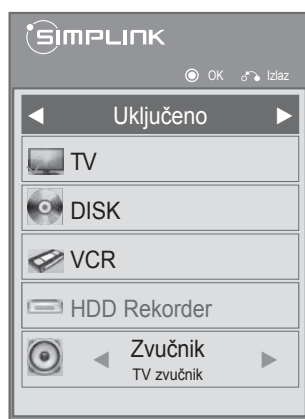 SIMPLINK
OK Izlaz
Uključeno
TV
DISK
VCR
HDD Rekorder
Zvučnik
TV zvučnik